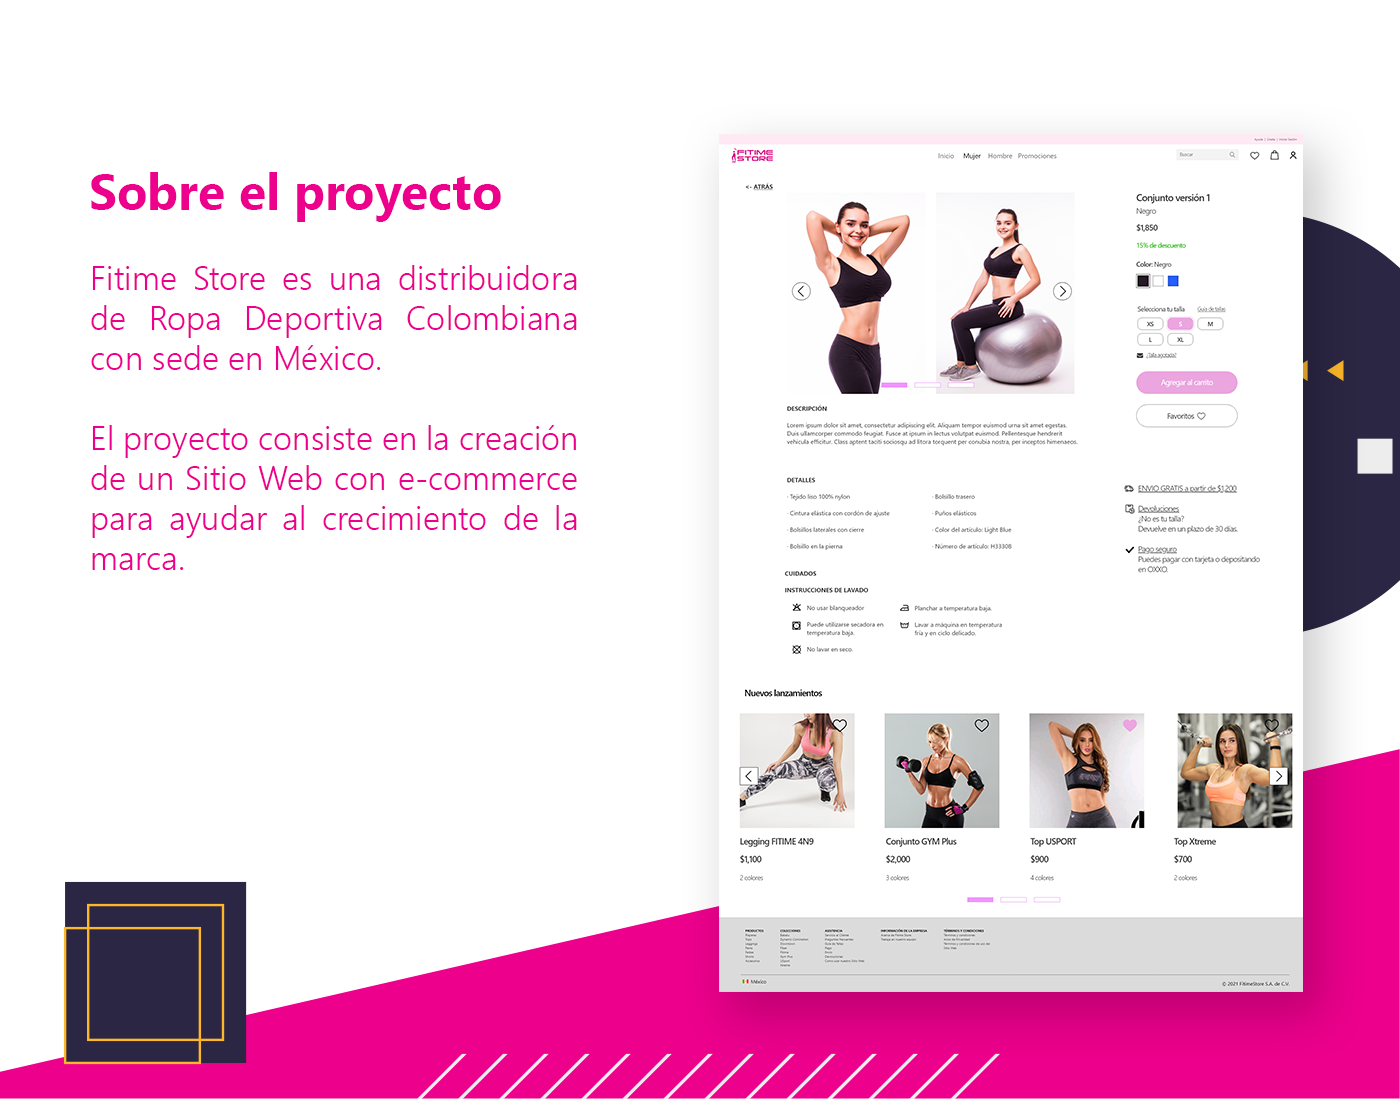 Sobre el proyecto
Fitime Store es una distribuidora
de Ropa Deportiva Colombiana
con sede en México.
El proyecto consiste en la creación
de un Sitio Web con e-commerce
para ayudar al crecimiento de la
marca.
FITIME
STORE
Inicio Mujer Hombre Promociones
Buscar
<- ATRÁS
Conjunto versión 1
Negro
$1,850
15% de descuento
Color: Negro
Selecciona tu talla Guía de tallas
XS S M
L XL
¿Talla agotada?
Agregar al carrito
Favoritos
DESCRIPCIÓN
Lorem ipsum dolor sit amet, consectetur adipiscing elit. Aliquam tempor euismod urna sit amet egestas.
Duis ullamcorper commodo feugiat. Fusce at ipsum in lectus volutpat euismod. Pellentesque hendrerit
vehicula efficitur. Class aptent taciti sociosqu ad litora torquent per conubia nostra, per inceptos himenaeos.
DETALLES
· Tejido liso 100% nylon
· Bolsillo trasero
· Cintura elástica con cordón de ajuste
· Puños elásticos
· Bolsillos laterales con cierre
· Color del artículo: Light Blue
· Bolsillo en la pierna
· Número de artículo: H33308
ENVIO GRATIS a partir de $1,200
Devoluciones
¿No es tu talla?
Devuelve en un plazo de 30 días.
Pago seguro
Puedes pagar con tarjeta o depositando
en OXXO.
CUIDADOS
INSTRUCCIONES DE LAVADO
No usar blanqueador
Planchar a temperatura baja.
Puede utilizarse secadora en
temperatura baja.
Lavar a máquina en temperatura
fría y en ciclo delicado.
No lavar en seco.
Nuevos lanzamientos
Legging FITIME 4N9
$1,100
2 colores
Conjunto GYM Plus
$2,000
3 colores
Top USPORT
$900
4 colores
Top Xtreme
$700
2 colores
PRODUCTOS
COLECCIONES
ASISTENCIA
INFORMACIÓN DE LA EMPRESA
TÉRMINOS Y CONDICIONES
México
© 2021 FitimeStore S.A. de C.V.